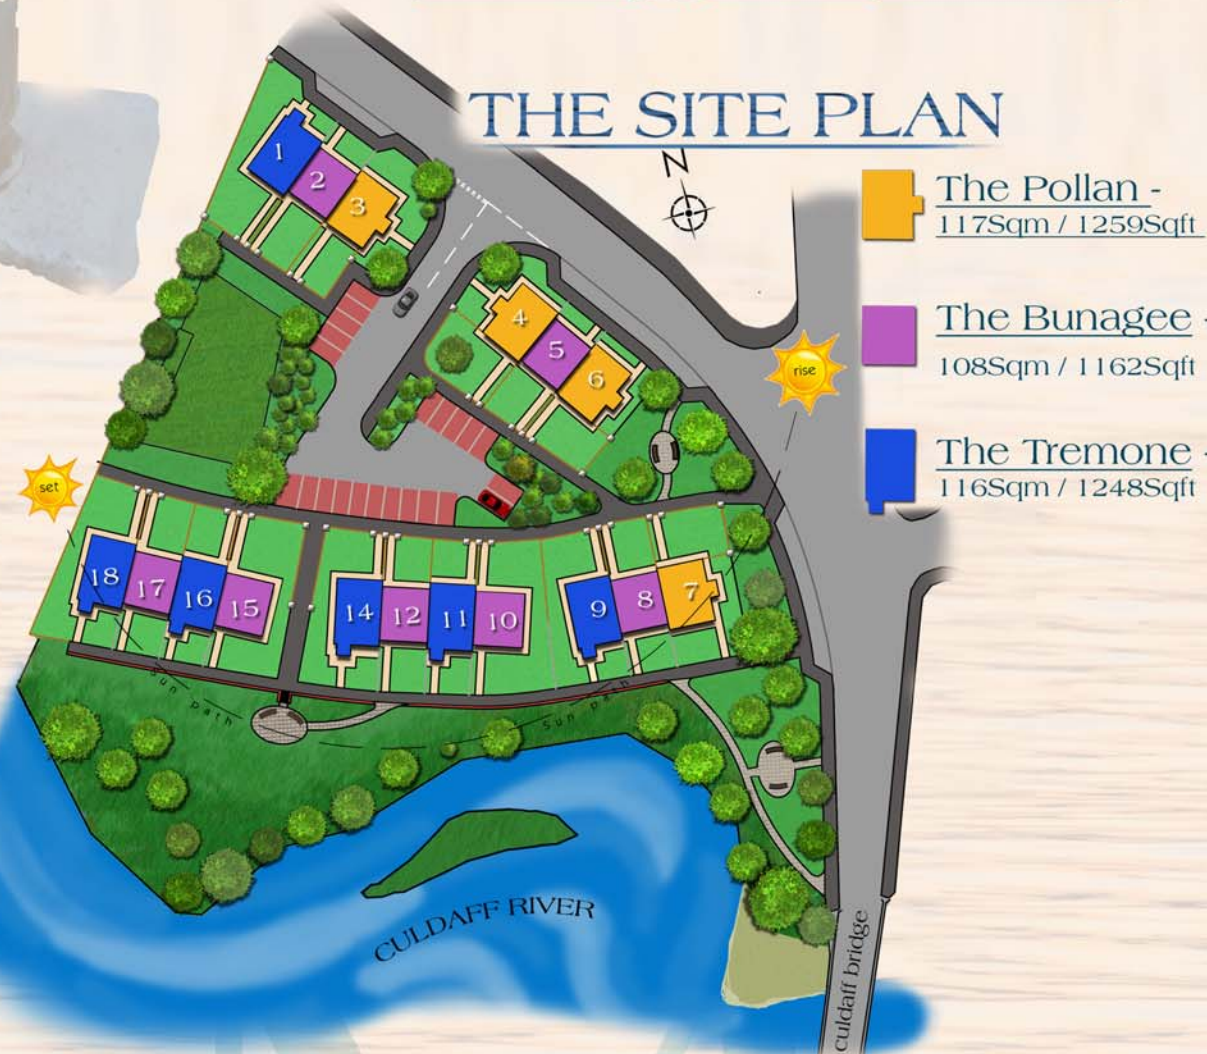 THE SITE PLAN
N
The Pollan -
117Sqm / 1259Sqft
The Bunagee -
108Sqm / 1162Sqft
The Tremone -
116Sqm / 1248Sqft
1
2
3
4
5
6
rise
set
18
17
16
15
14
12
11
10
9
8
7
Sun path
Sun path
CULDAFF RIVER
culdaff bridge